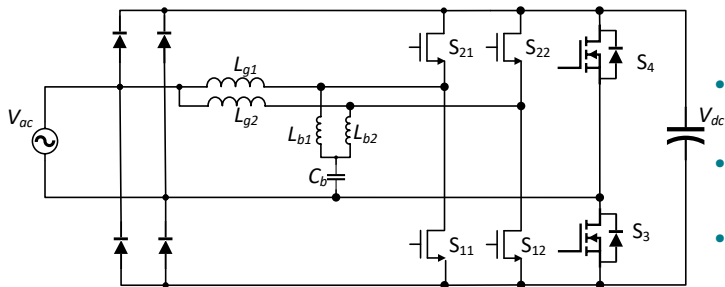 S21
S22
S4
Lg1
Lg2
Vac
Lb1
Lb2
Vdc
Cb
S11
S12
S3